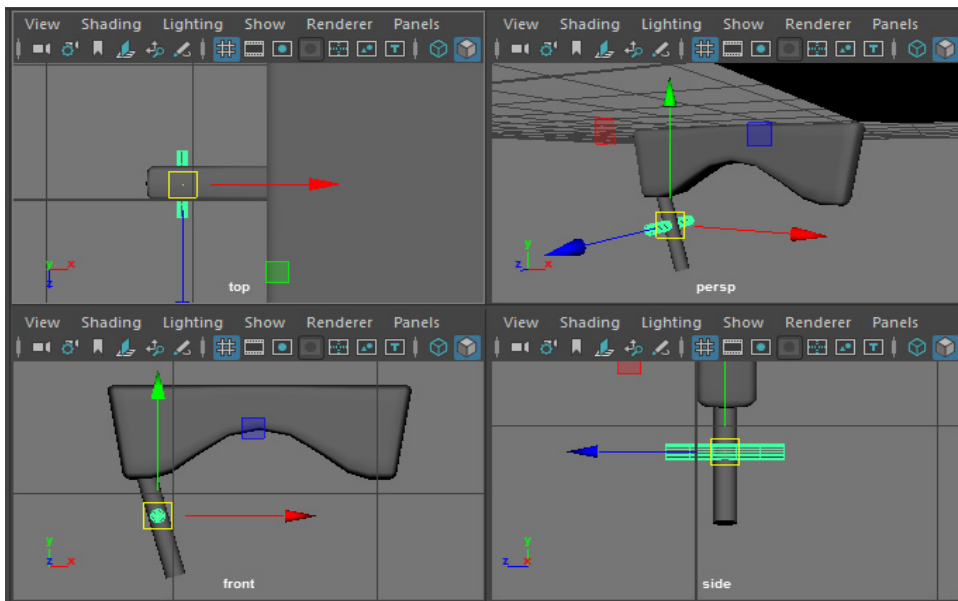 View Shading Lighting Show Renderer Panels
View Shading Lighting Show Renderer Panels
y
x
z
top
y
z x
persp
View Shading Lighting Show Renderer Panels
View Shading Lighting Show Renderer Panels
y
z x
front
y
z x
side